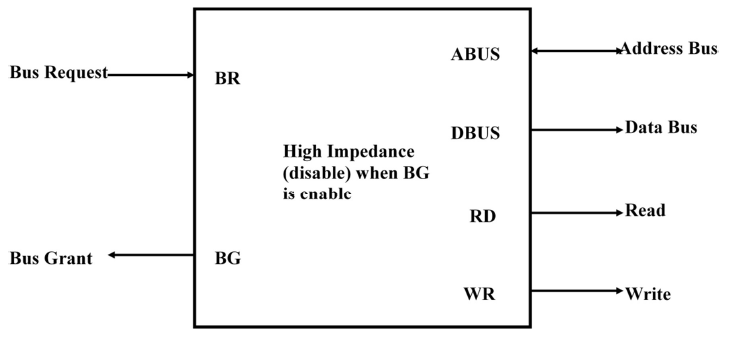 Bus Request
BR
ABUS
Address Bus
DBUS
Data Bus
High Impedance
(disable) when BG
is enable
RD
Read
Bus Grant
BG
WR
Write